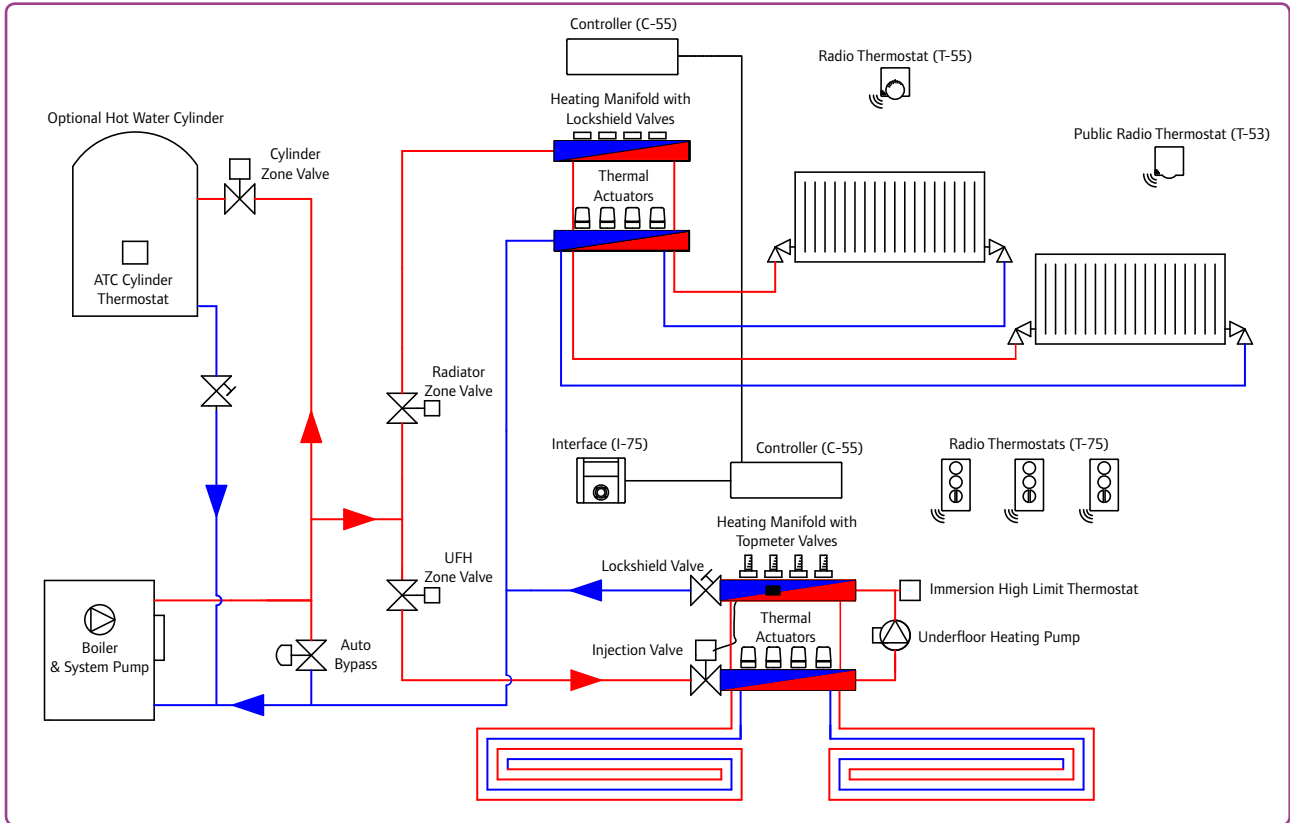 Controller (C-55)
Radio Thermostat (T-55)
Optional Hot Water Cylinder
Heating Manifold with
Lockshield Valves
Public Radio Thermostat (T-53)
Cylinder
Zone Valve
Thermal
Actuators
ATC Cylinder
Thermostat
Radiator
Zone Valve
Interface (I-75)
Controller (C-55)
Radio Thermostats (T-75)
Heating Manifold with
Topmeter Valves
UFH
Zone Valve
Lockshield Valve
Immersion High Limit Thermostat
Thermal
Actuators
Underfloor Heating Pump
Boiler
& System Pump
Auto
Bypass
Injection Valve